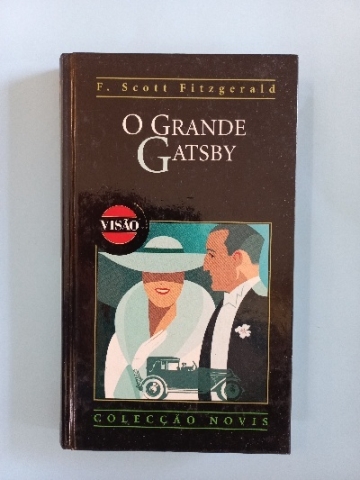 F. Scott Fitzgerald
O GRANDE
GATSBY
VISÃO
COLECÇÃO NOVIS